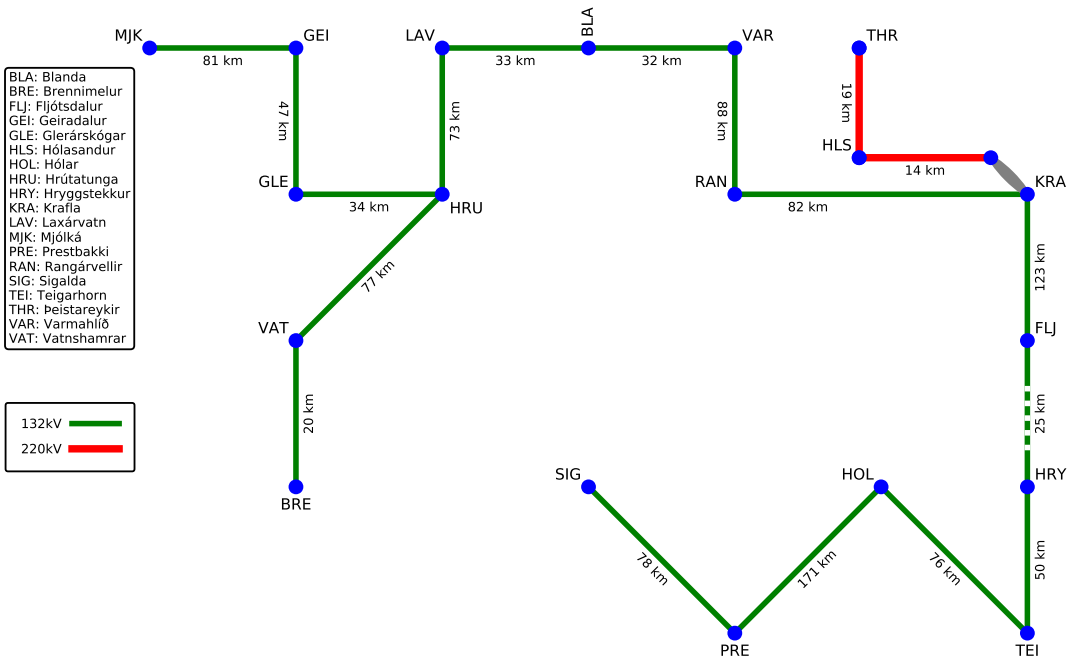 MJK
GEI
LAV
BLA
VAR
THR
81 km
33 km
32 km
BLA: Blanda
BRE: Brennimelur
FLJ: Fljótsdalur
GEI: Geiradalur
GLE: Glerárskógar
HLS: Hólasandur
HOL: Hólar
HRU: Hrútatunga
HRY: Hryggstekkur
KRA: Krafla
LAV: Laxárvatn
MJK: Mjólká
PRE: Prestbakki
RAN: Rangárvellir
SIG: Sigalda
TEI: Teigarhorn
THR: Þeistareykir
VAR: Varmahlíð
VAT: Vatnshamrar
47 km
73 km
88 km
19 km
HLS
14 km
GLE
34 km
HRU
RAN
82 km
KRA
77 km
123 km
VAT
FLJ
20 km
25 km
132kV
220kV
BRE
SIG
HOL
HRY
78 km
171 km
76 km
50 km
PRE
TEI